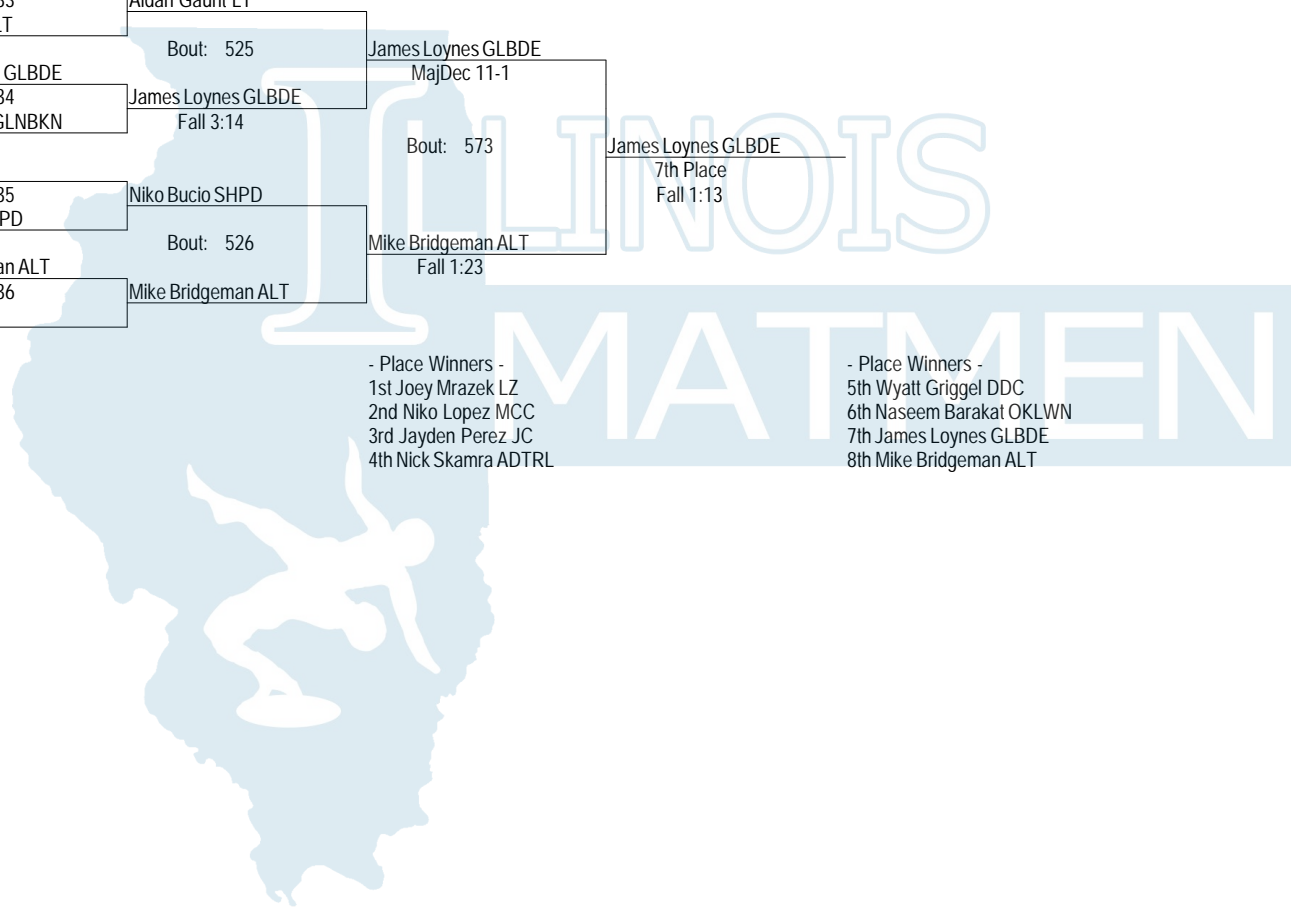 Aidan Gaunt LT
LT
Bout: 525
James Loynes GLBDE
MajDec 11-1
GLBDE
34
James Loynes GLBDE
GLNBKN
Fall 3:14
Bout: 573
James Loynes GLBDE
7th Place
Fall 1:13
35
Niko Bucio SHPD
PD
Bout: 526
Mike Bridgeman ALT
Fall 1:23
an ALT
36
Mike Bridgeman ALT
ILLINOIS
MATMEN
- Place Winners -
1st Joey Mrazek LZ
2nd Niko Lopez MCC
3rd Jayden Perez JC
4th Nick Skamra ADTRL
- Place Winners -
5th Wyatt Griggel DDC
6th Naseem Barakat OKLWN
7th James Loynes GLBDE
8th Mike Bridgeman ALT